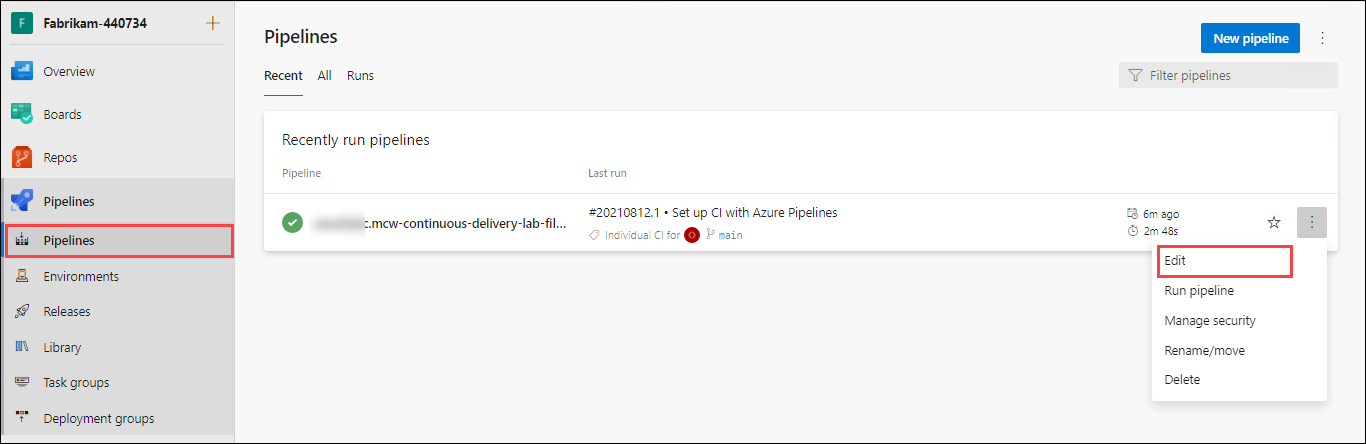 F Fabrikam-440734 +
Overview
Boards
Repos
Pipelines
Pipelines
Environments
Releases
Library
Task groups
Deployment groups
Pipelines
New pipeline
Recent All Runs
Filter pipelines
Recently run pipelines
Pipeline Last run
c.mcw-continuous-delivery-lab-fil... #20210812.1 • Set up CI with Azure Pipelines 6m ago
Individual CI for O main 2m 48s
Edit
Run pipeline
Manage security
Rename/move
Delete